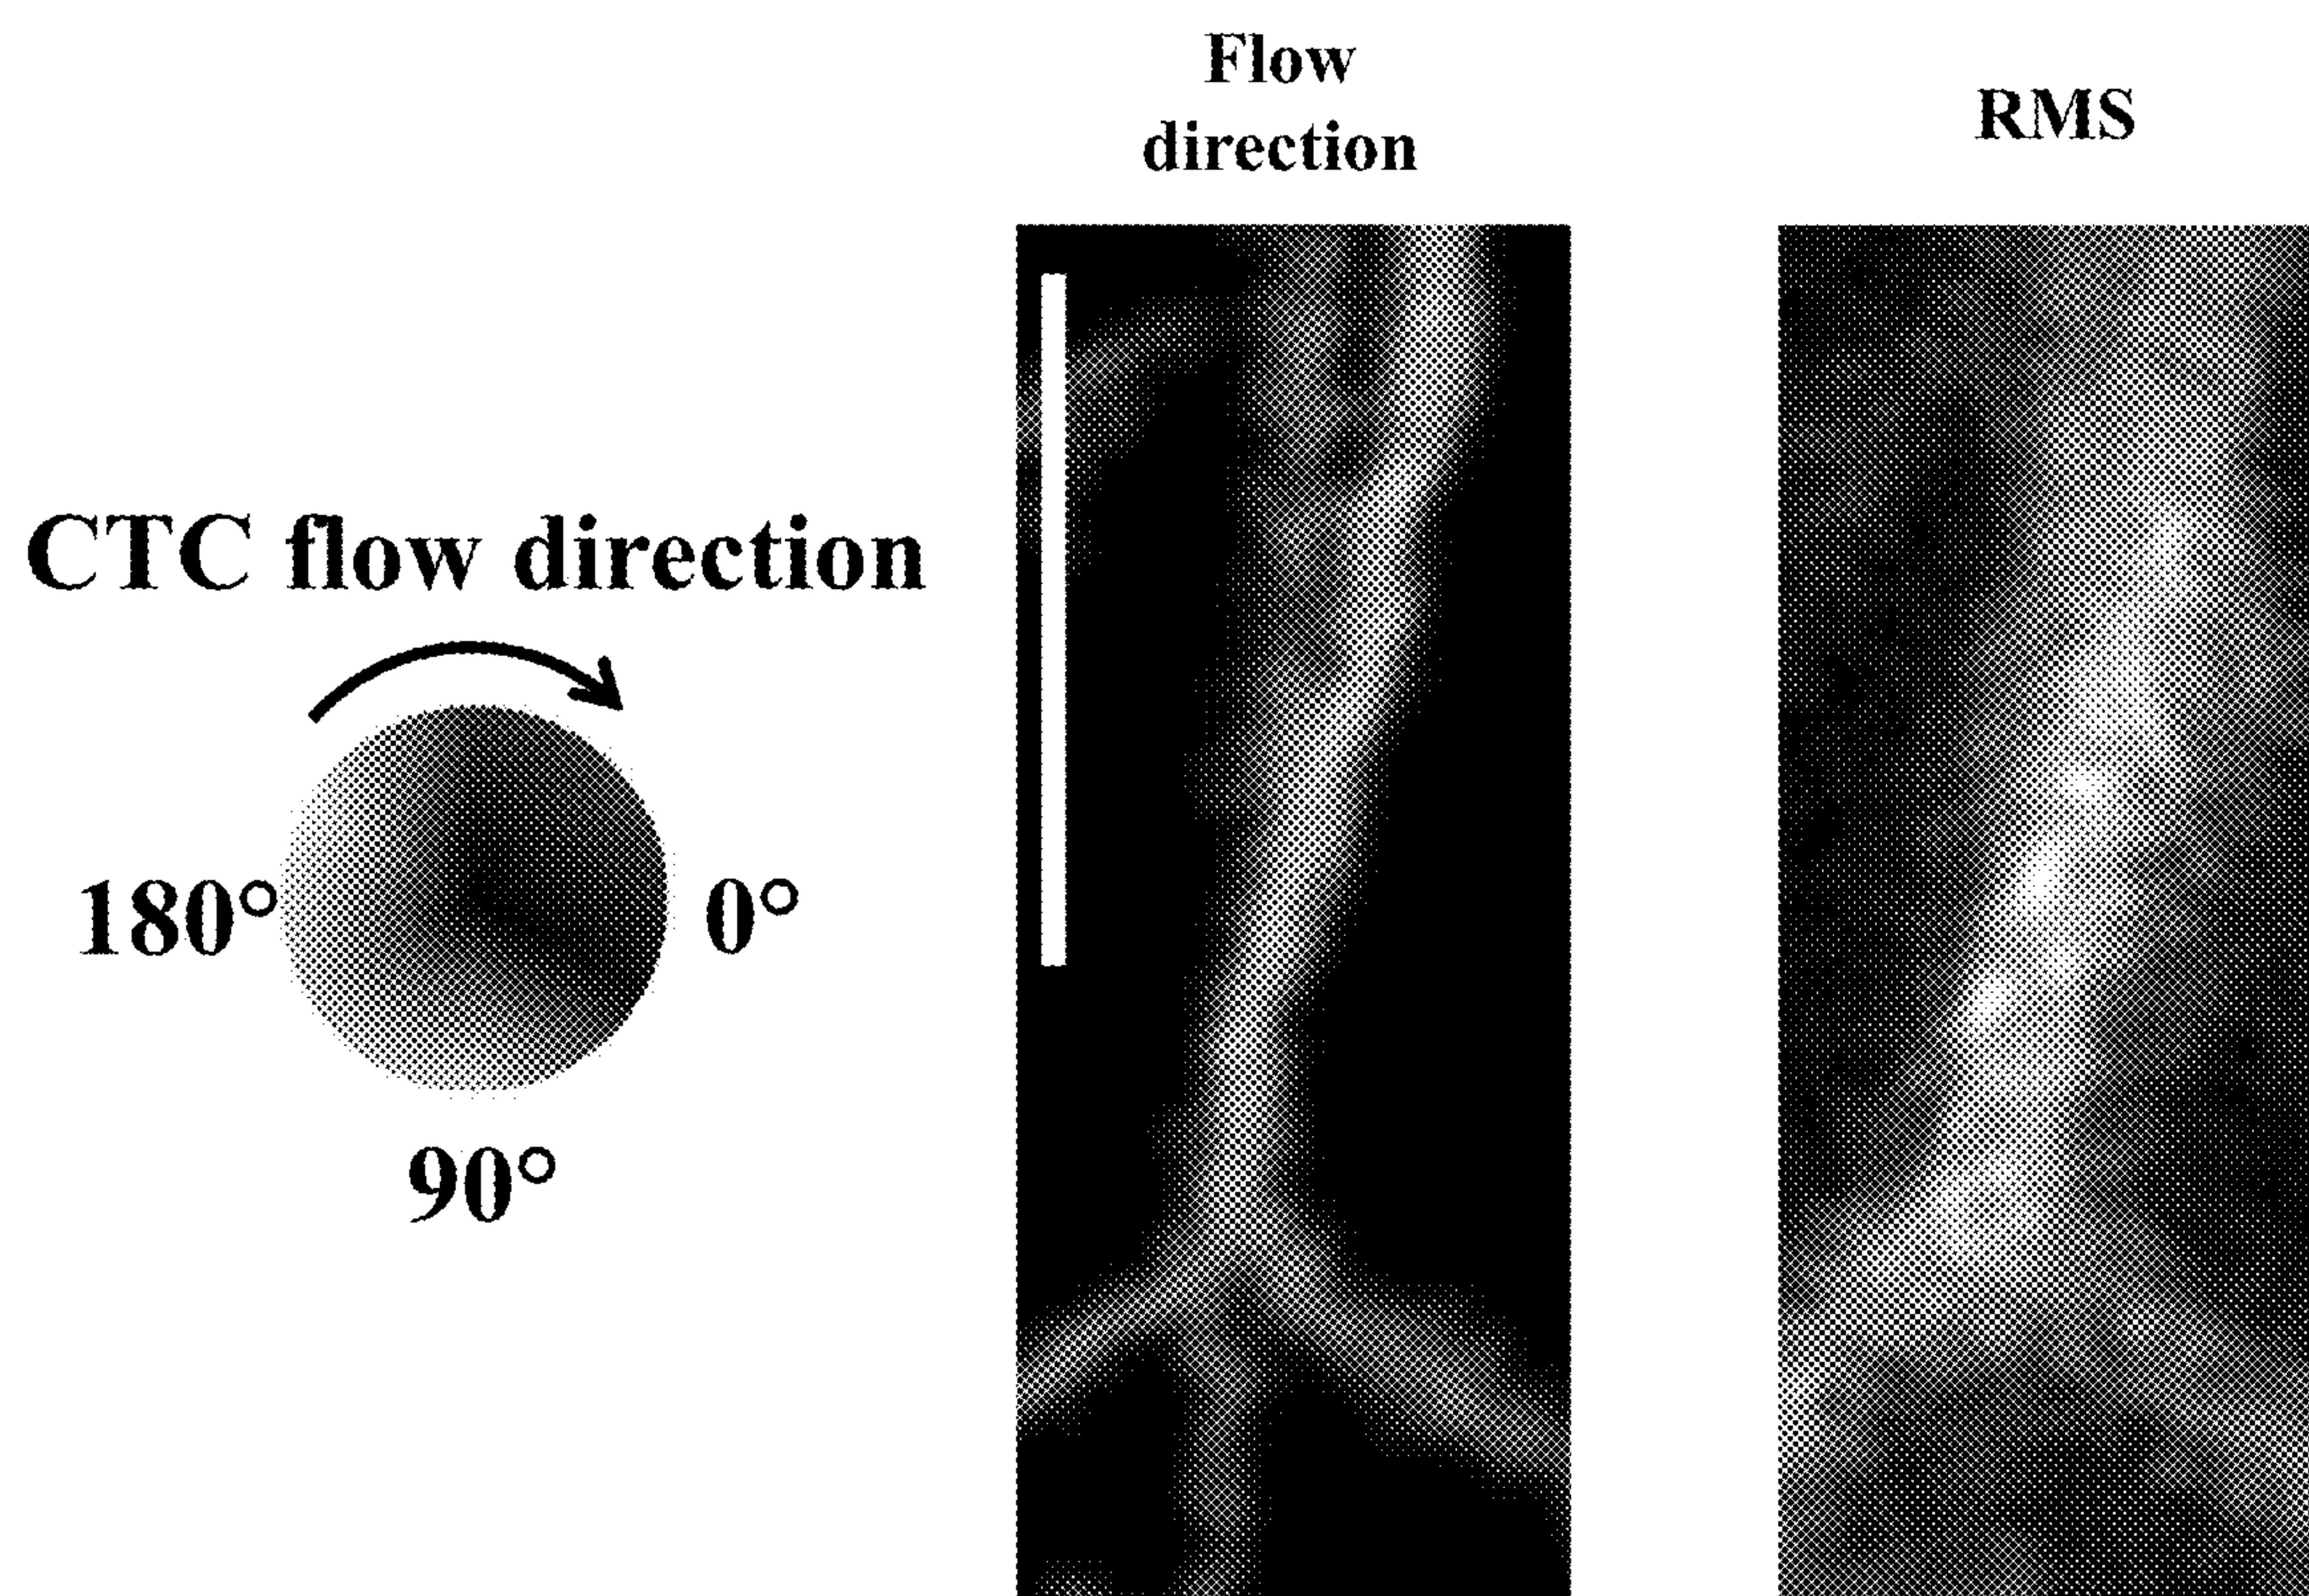 Flow
direction
RMS
CTC flow direction
180°
0°
90°